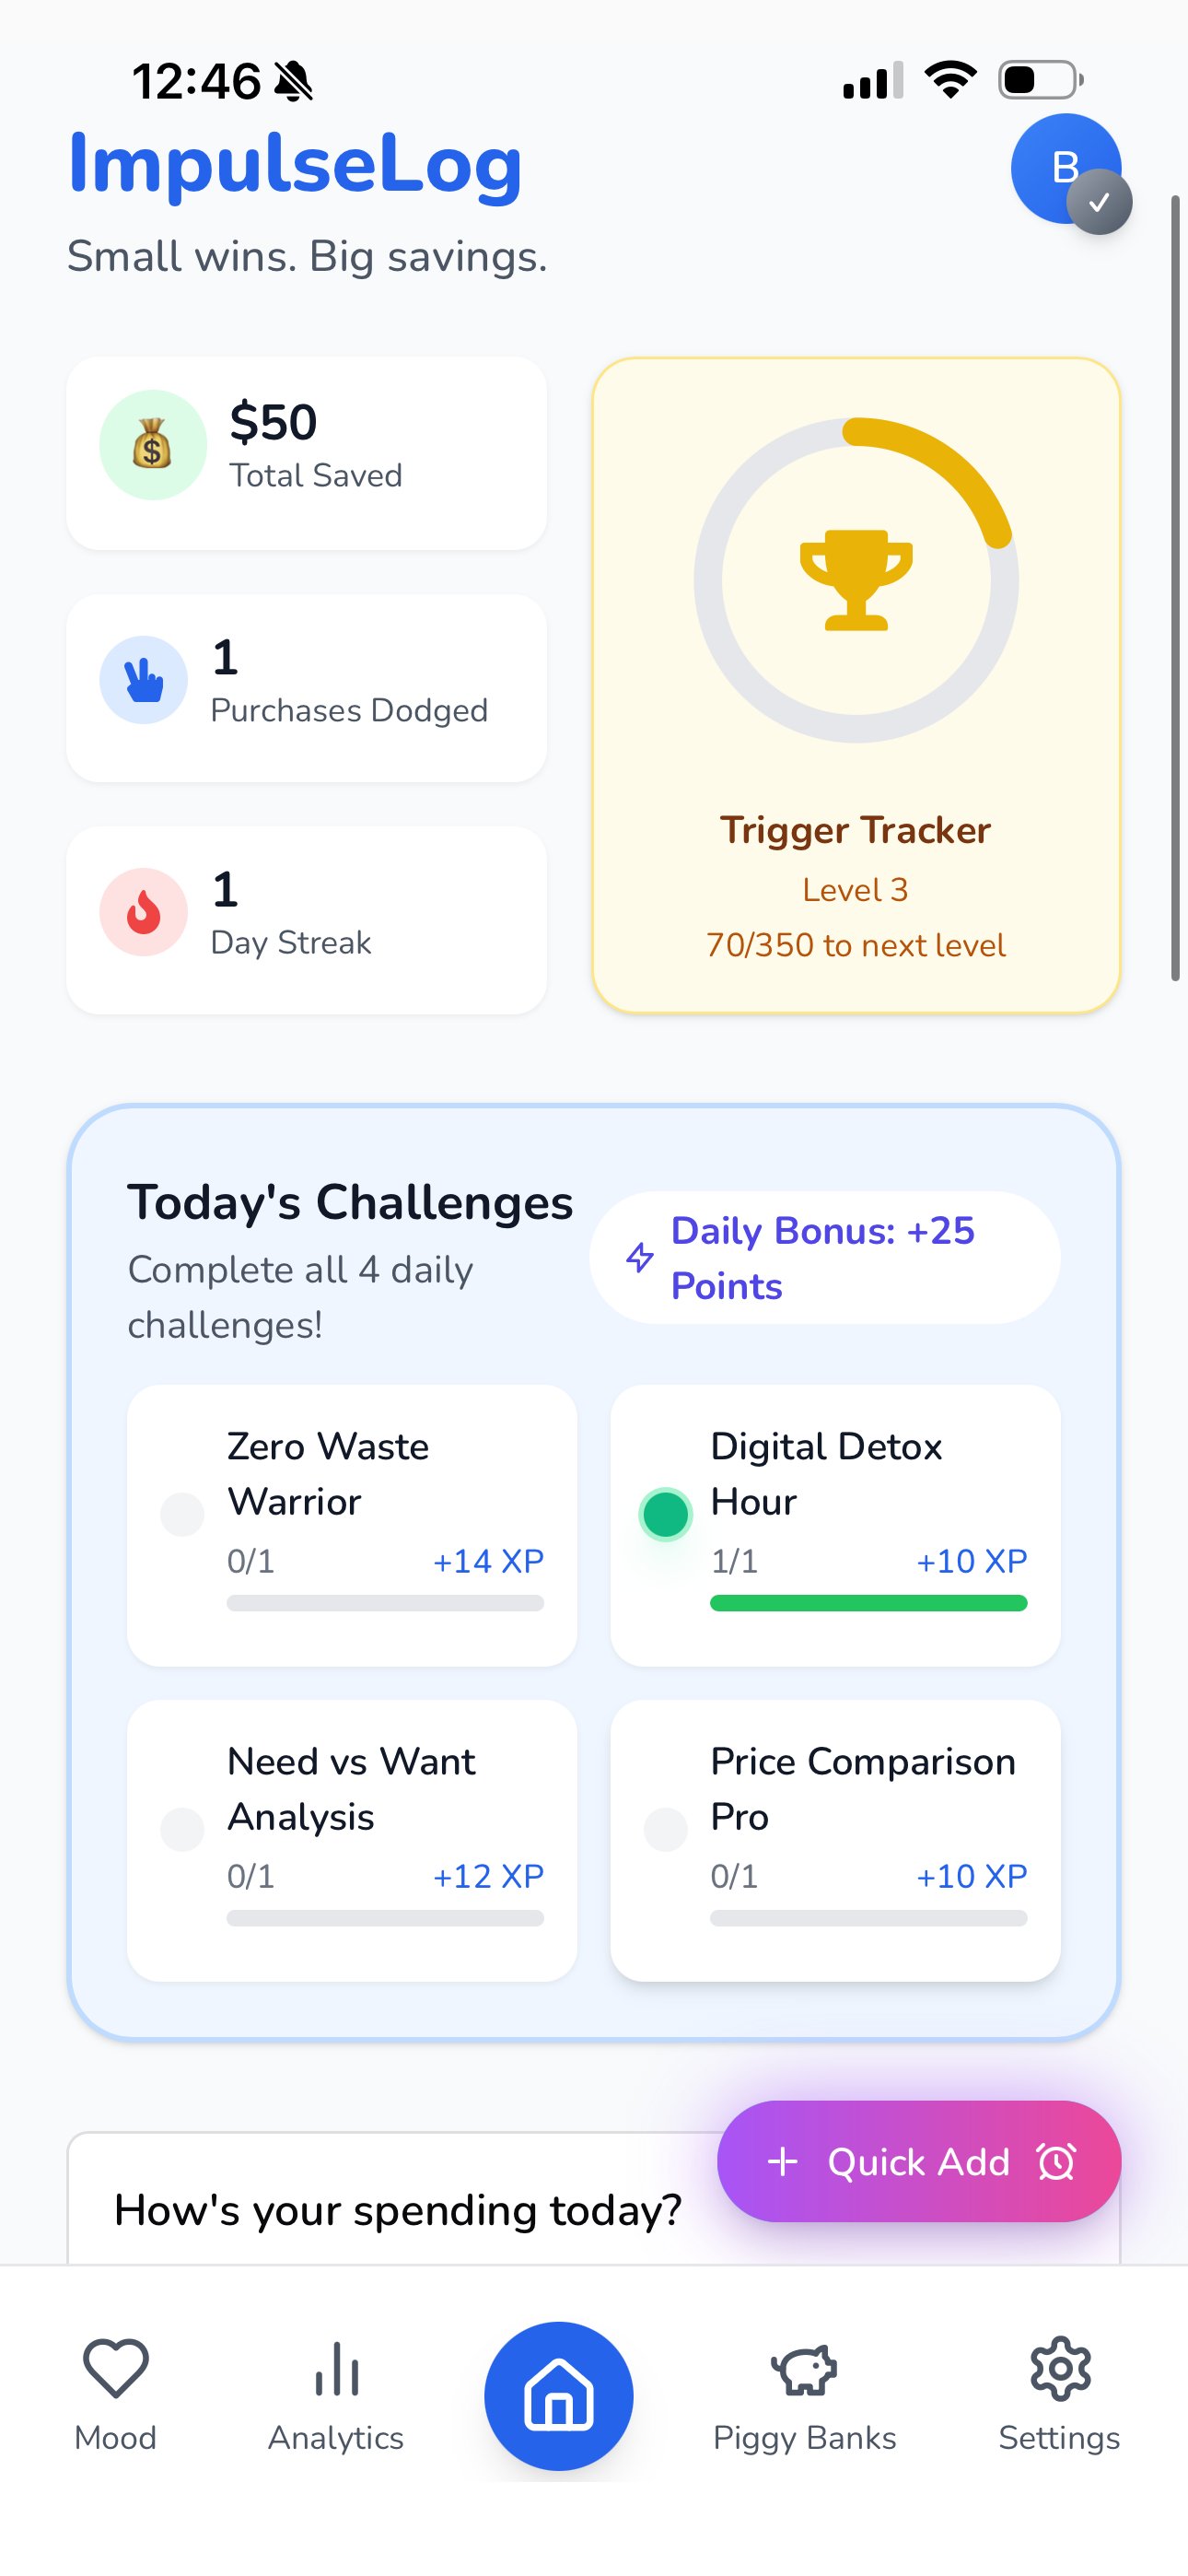 12:46
ImpulseLog
B
Small wins. Big savings.
$50
Total Saved
1
Purchases Dodged
1
Day Streak
Trigger Tracker
Level 3
70/350 to next level
Today's Challenges
Complete all 4 daily
challenges!
Daily Bonus: +25
Points
Zero Waste
Warrior
0/1 +14 XP
Digital Detox
Hour
1/1 +10 XP
Need vs Want
Analysis
0/1 +12 XP
Price Comparison
Pro
0/1 +10 XP
+ Quick Add
How's your spending today?
Mood
Analytics
Piggy Banks
Settings